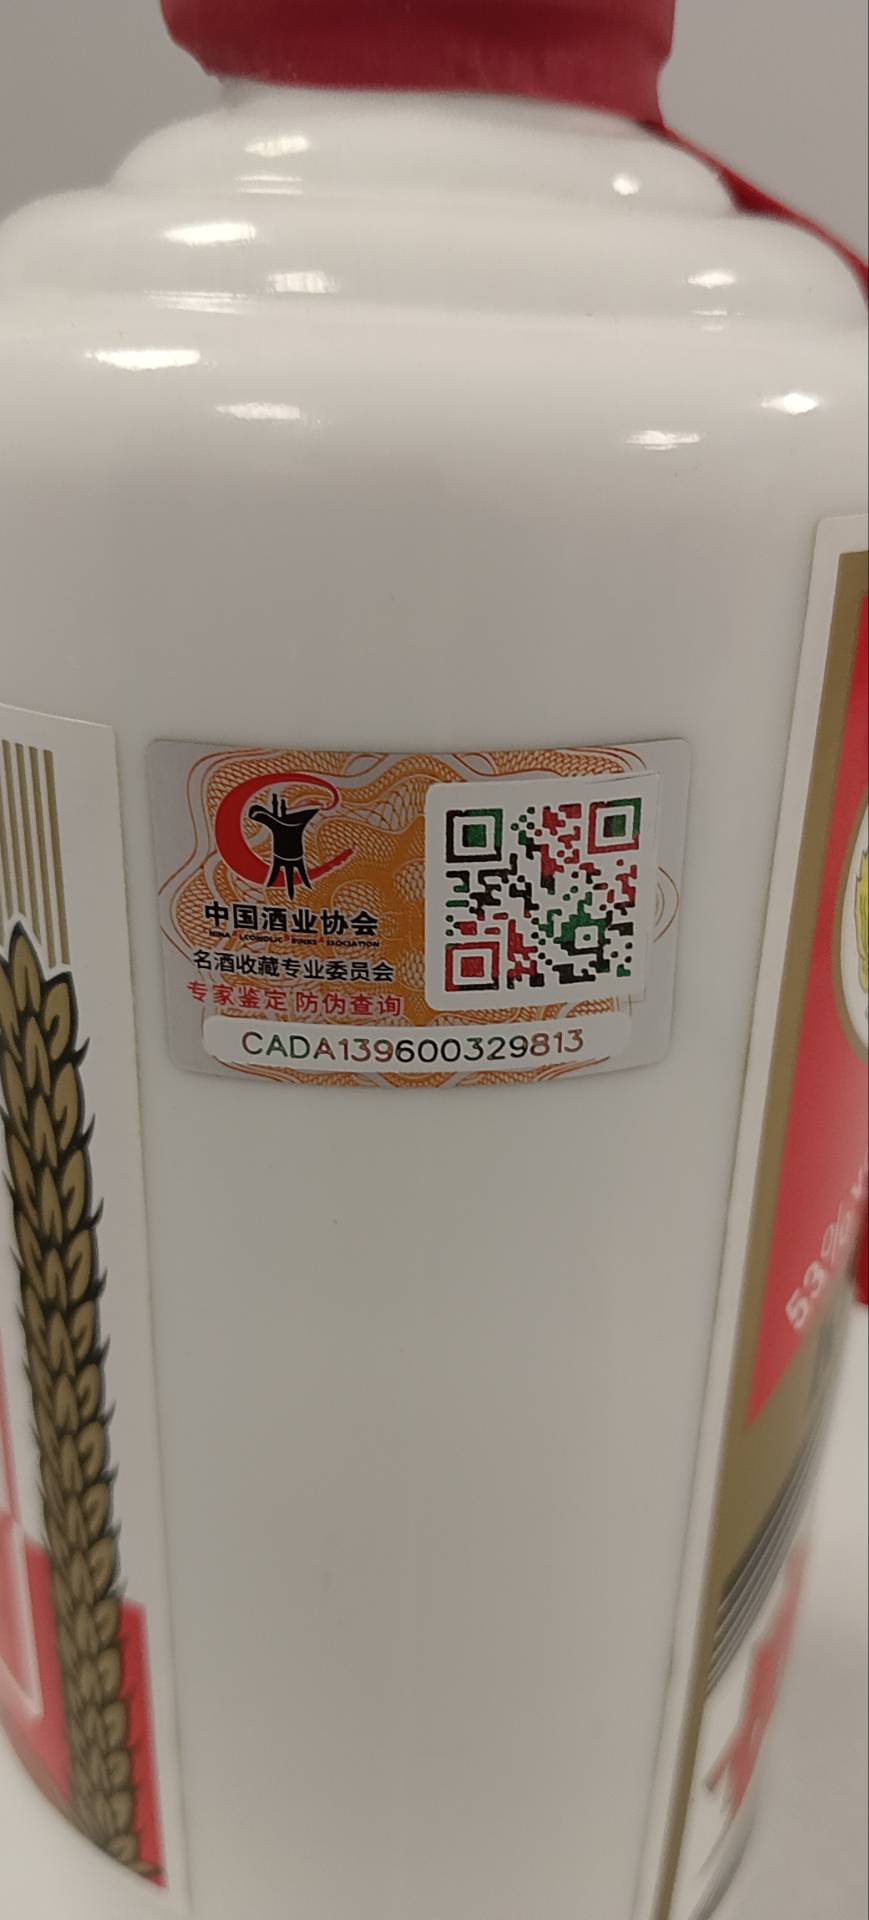 中国酒业协会
名酒收藏专业委员会
专家鉴定 防伪查询
CADA139600329813
53%